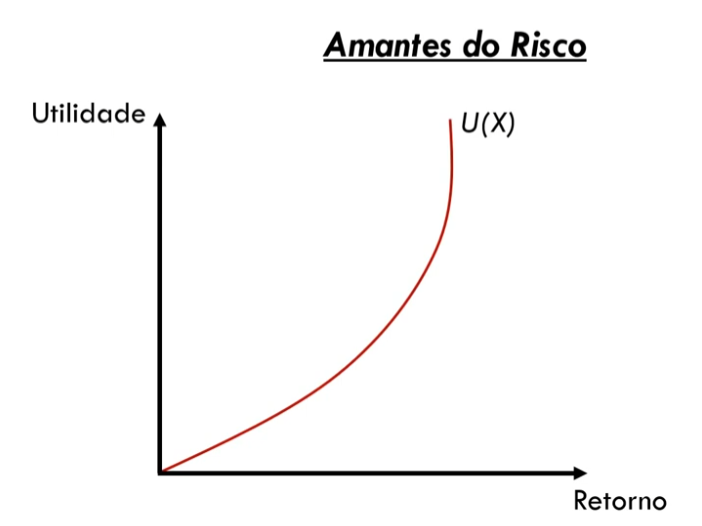 Amantes do Risco
Utilidade
U(X)
Retorno